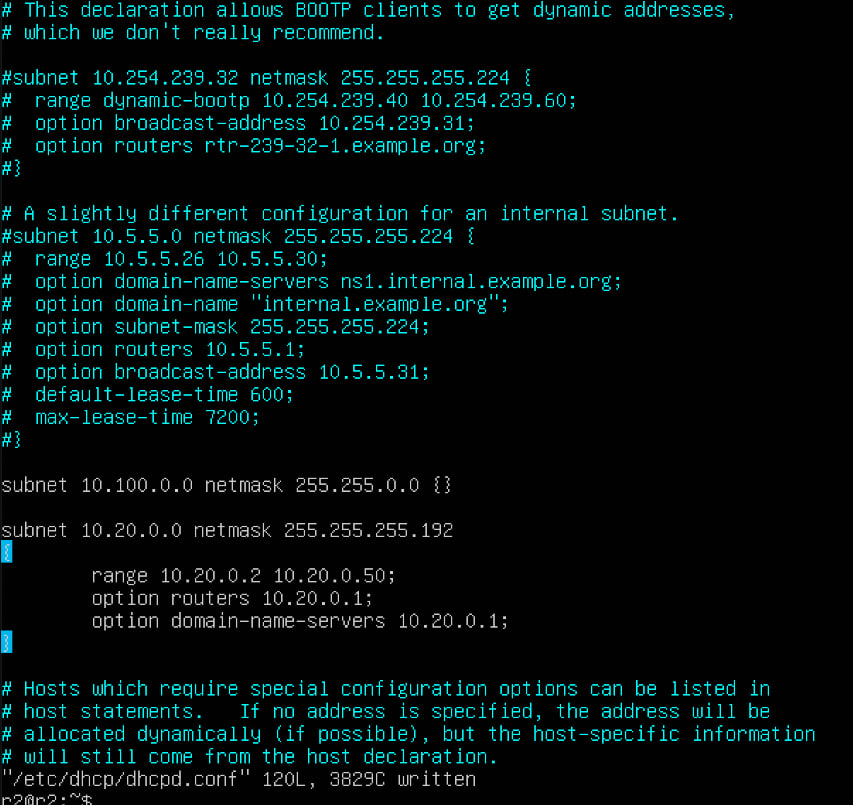 # This declaration allows BOOTP clients to get dynamic addresses,
# which we don't really recommend.

#subnet 10.254.239.32 netmask 255.255.255.224 {
#  range dynamic-bootp 10.254.239.40 10.254.239.60;
#  option broadcast-address 10.254.239.31;
#  option routers rtr-239-32-1.example.org;
#}

# A slightly different configuration for an internal subnet.
#subnet 10.5.5.0 netmask 255.255.255.224 {
#  range 10.5.5.26 10.5.5.30;
#  option domain-name-servers ns1.internal.example.org;
#  option domain-name "internal.example.org";
#  option subnet-mask 255.255.255.224;
#  option routers 10.5.5.1;
#  option broadcast-address 10.5.5.31;
#  default-lease-time 600;
#  max-lease-time 7200;
#}

subnet 10.100.0.0 netmask 255.255.0.0 {}

subnet 10.20.0.0 netmask 255.255.255.192
{
        range 10.20.0.2 10.20.0.50;
        option routers 10.20.0.1;
        option domain-name-servers 10.20.0.1;
}

# Hosts which require special configuration options can be listed in
# host statements.   If no address is specified, the address will be
# allocated dynamically (if possible), but the host-specific information
# will still come from the host declaration.
"/etc/dhcp/dhcpd.conf" 120L, 3829C written
r2@r2:~$